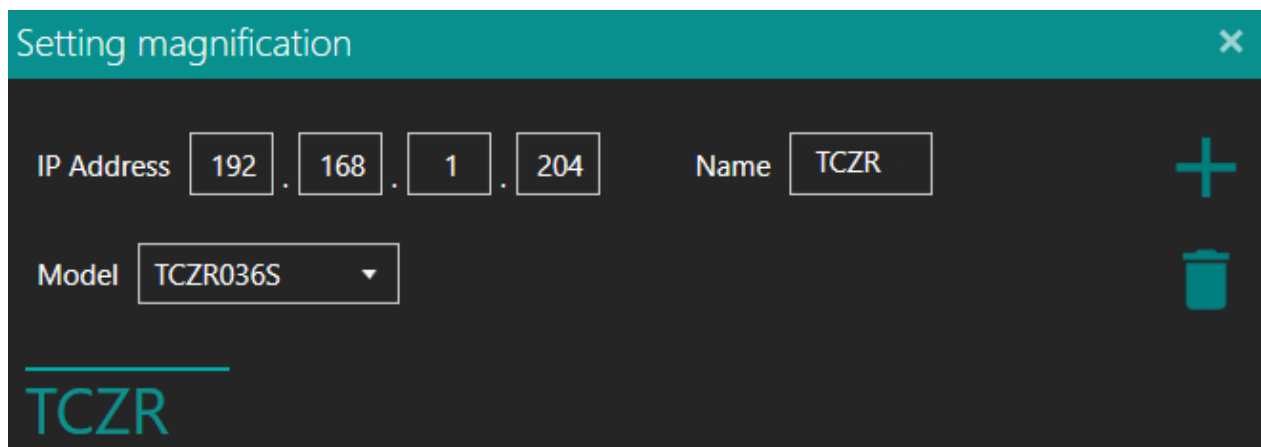 Setting magnification
IP Address 192 . 168 . 1 . 204 Name TCZR
Model TCZR036S
TCZR